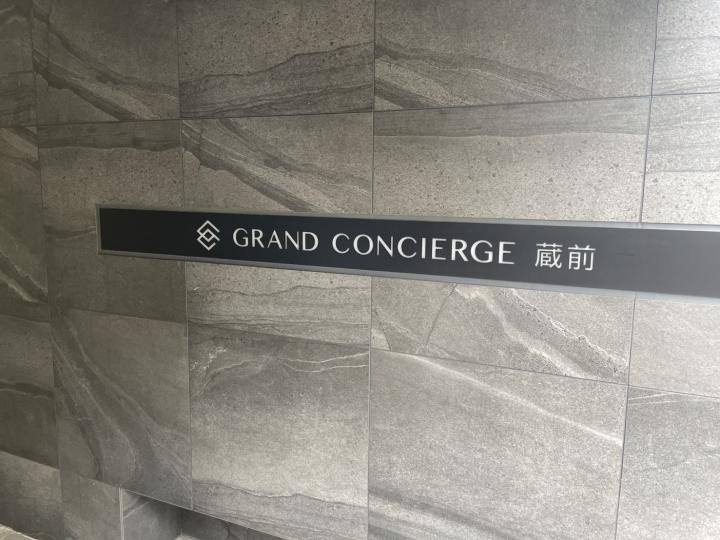 GRAND CONCIERGE 蔵前